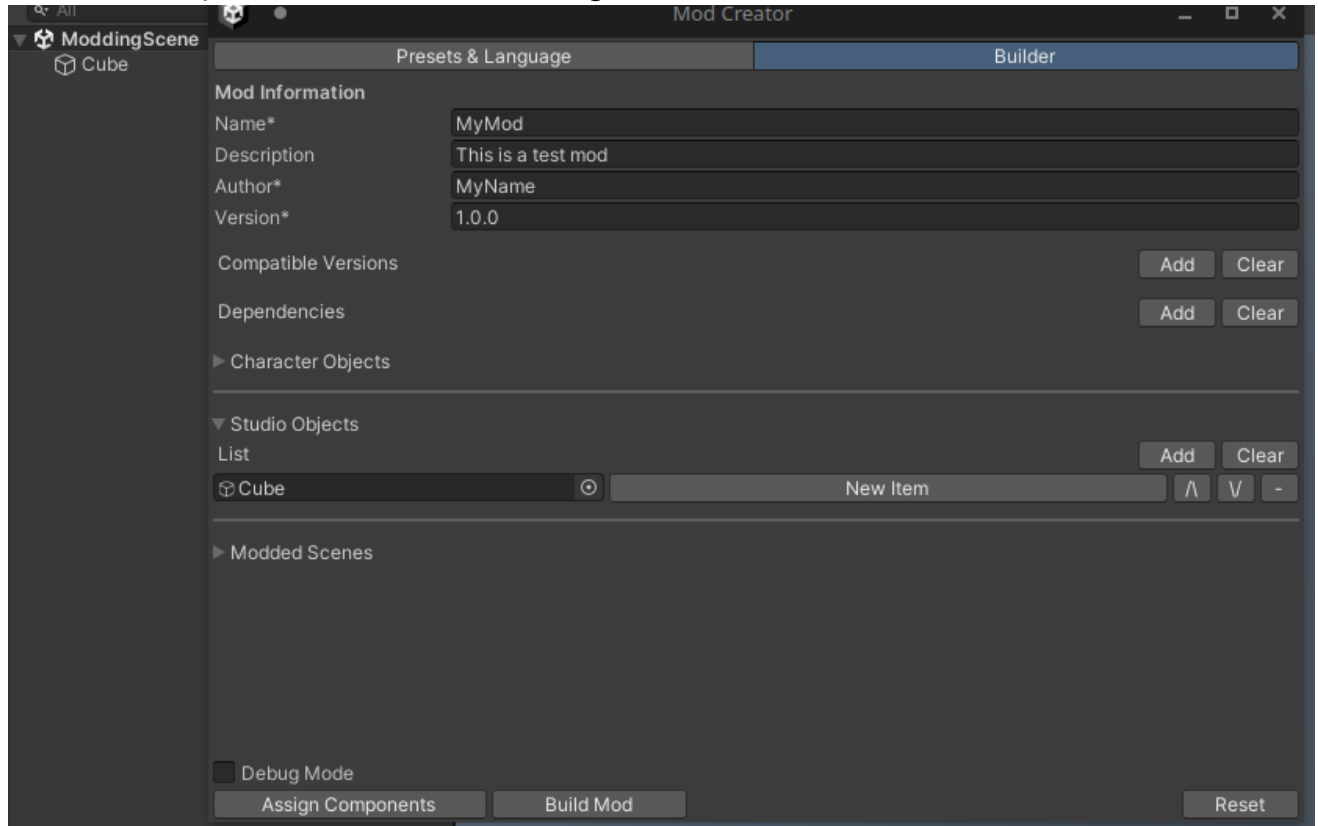 All
Mod Creator
ModdingScene
Cube
Presets & Language Builder
Mod Information
Name* MyMod
Description This is a test mod
Author* MyName
Version* 1.0.0
Compatible Versions Add Clear
Dependencies Add Clear
Character Objects
Studio Objects
List Add Clear
Cube New Item /\ \/ -
Modded Scenes
Debug Mode
Assign Components Build Mod Reset